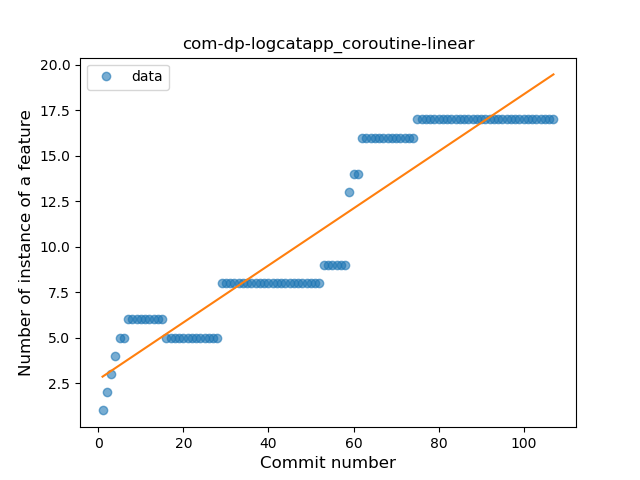 com-dp-logcatapp_coroutine-linear
data
Number of instance of a feature
20.0
17.5
15.0
12.5
10.0
7.5
5.0
2.5
0 20 40 60 80 100
Commit number